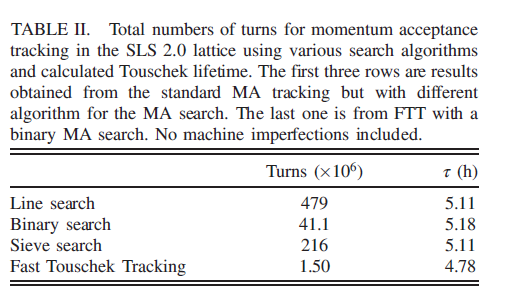 TABLE II. Total numbers of turns for momentum acceptance
tracking in the SLS 2.0 lattice using various search algorithms
and calculated Touschek lifetime. The first three rows are results
obtained from the standard MA tracking but with different
algorithm for the MA search. The last one is from FTT with a
binary MA search. No machine imperfections included.
Turns (×10⁶) τ (h)
Line search 479 5.11
Binary search 41.1 5.18
Sieve search 216 5.11
Fast Touschek Tracking 1.50 4.78